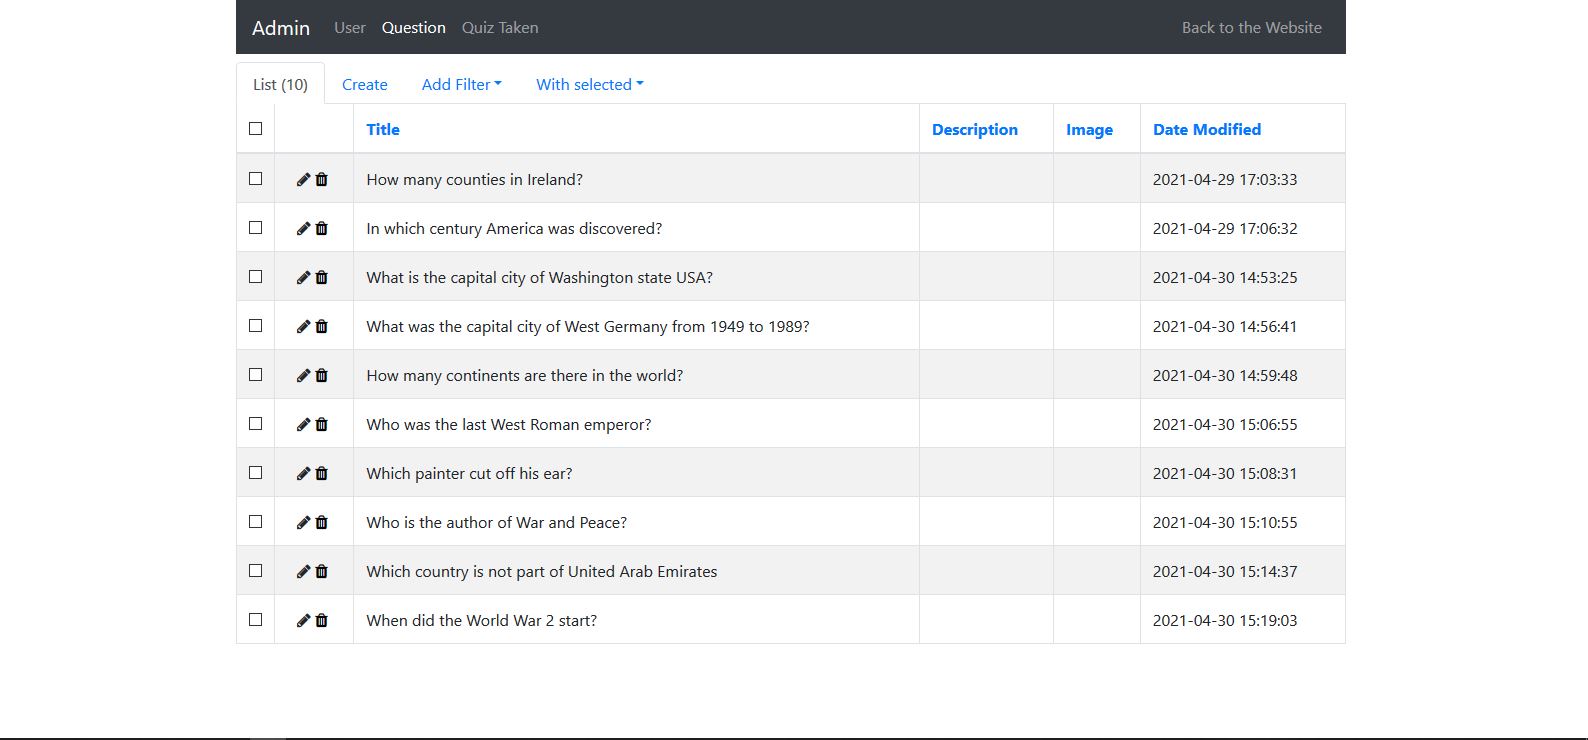 Admin User Question Quiz Taken Back to the Website
List (10) Create Add Filter With selected
Title Description Image Date Modified
How many counties in Ireland? 2021-04-29 17:03:33
In which century America was discovered? 2021-04-29 17:06:32
What is the capital city of Washington state USA? 2021-04-30 14:53:25
What was the capital city of West Germany from 1949 to 1989? 2021-04-30 14:56:41
How many continents are there in the world? 2021-04-30 14:59:48
Who was the last West Roman emperor? 2021-04-30 15:06:55
Which painter cut off his ear? 2021-04-30 15:08:31
Who is the author of War and Peace? 2021-04-30 15:10:55
Which country is not part of United Arab Emirates 2021-04-30 15:14:37
When did the World War 2 start? 2021-04-30 15:19:03